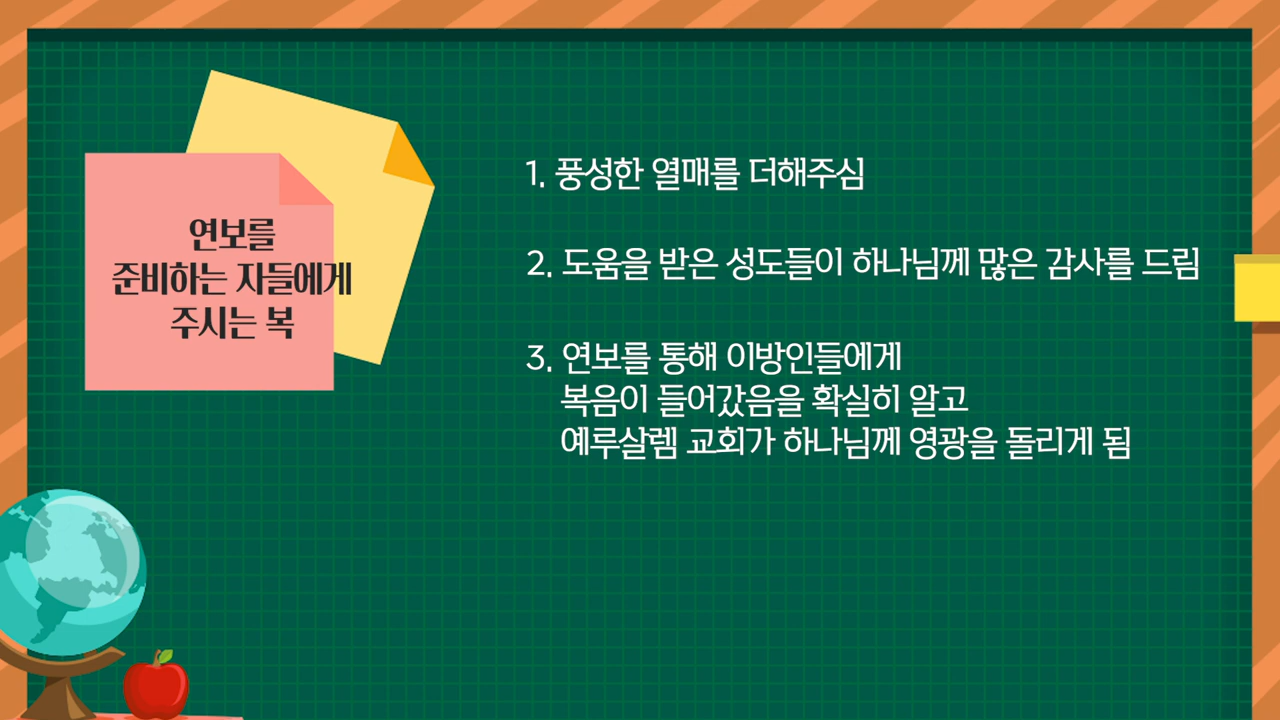 연보를
준비하는 자들에게
주시는 복
1. 풍성한 열매를 더해주심
2. 도움을 받은 성도들이 하나님께 많은 감사를 드림
3. 연보를 통해 이방인들에게
복음이 들어갔음을 확실히 알고
예루살렘 교회가 하나님께 영광을 돌리게 됨